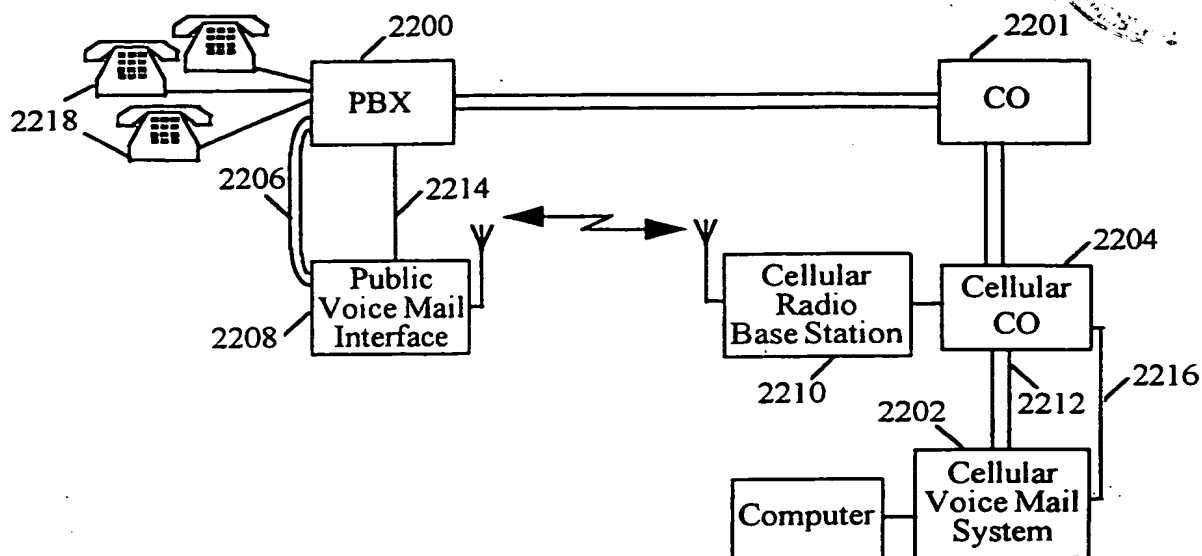 2200
2201
PBX
CO
2218
2206
2214
2204
Public
Voice Mail
Interface
Cellular
Radio
Base Station
Cellular
CO
2208
2210
2212
2216
2202
Computer
Cellular
Voice Mail
System